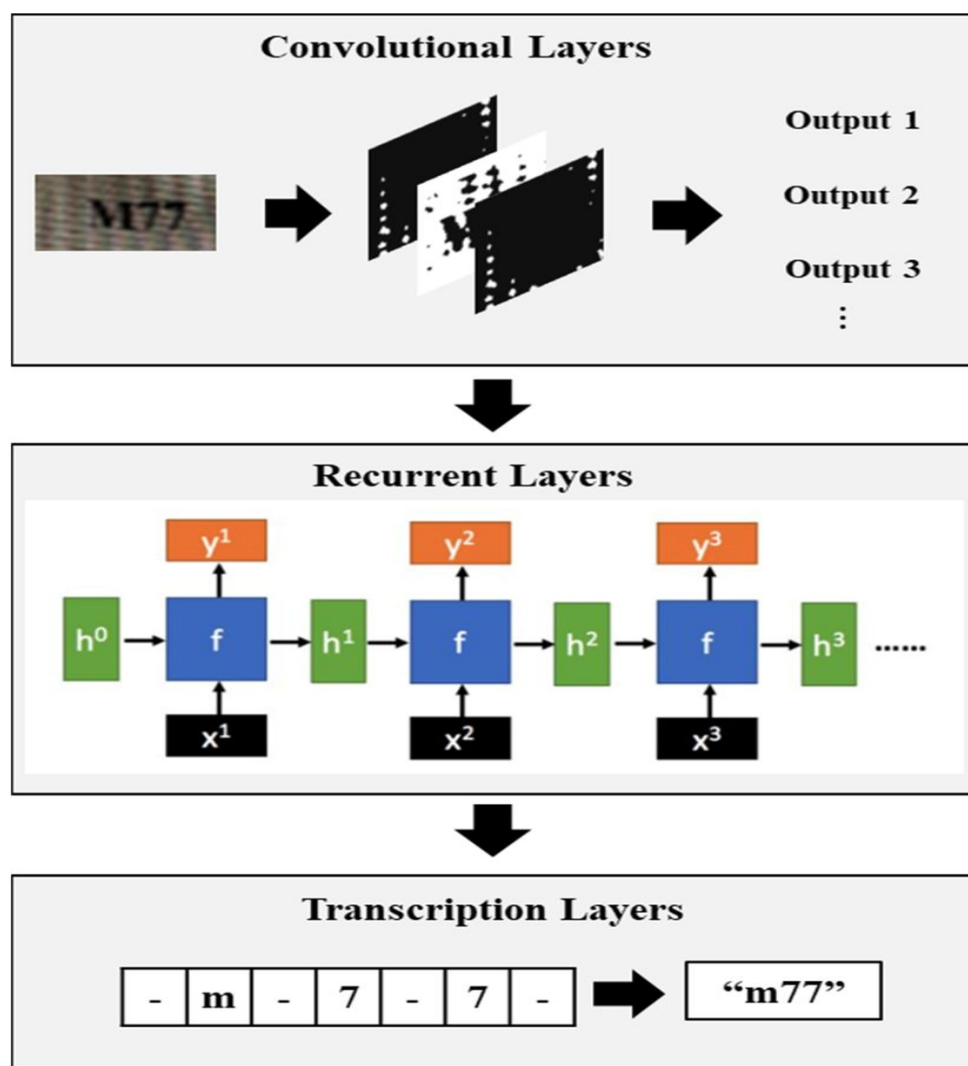 Convolutional Layers
M77
Output 1
Output 2
Output 3
⋮
Recurrent Layers
y¹ y² y³
h⁰ f h¹ f h² f h³ ......
x¹ x² x³
Transcription Layers
- m - 7 - 7 - “m77”